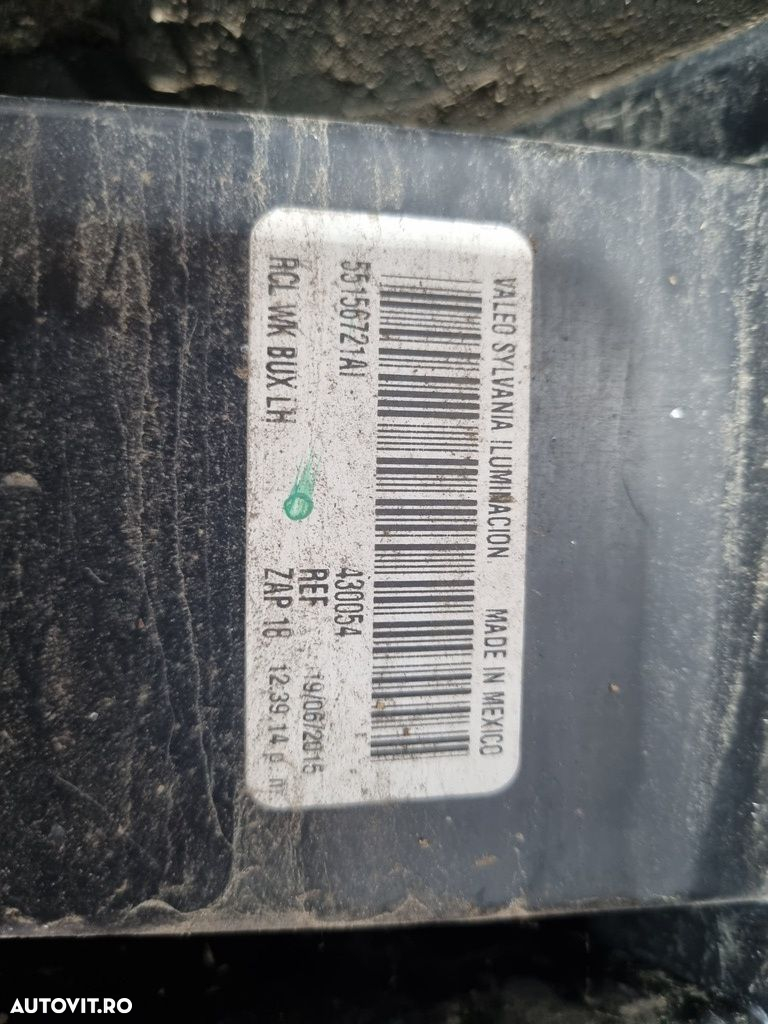 VALEO SYLVANIA ILUMINACION. MADE IN MEXICO
55156721AI 430054
RCL WK BUX LH REF 19/06/2015
ZAP 18 12:39:14 p. m.
AUTOVIT.RO